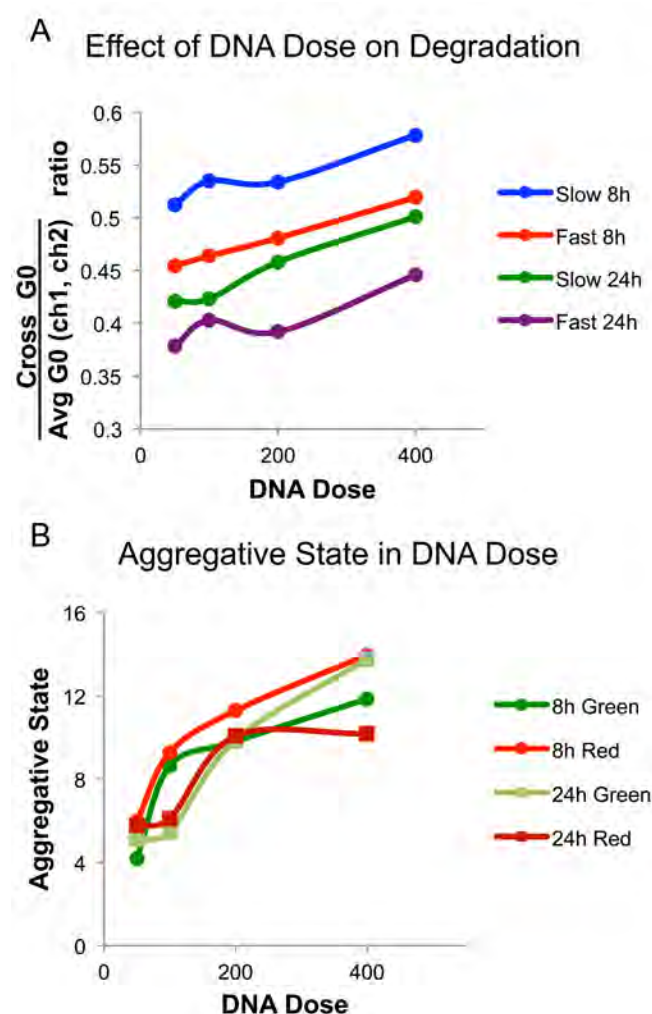 A
Effect of DNA Dose on Degradation
Cross G0
Avg G0 (ch1, ch2)
ratio
0.6
0.55
0.5
0.45
0.4
0.35
0.3
0
200
400
DNA Dose
Slow 8h
Fast 8h
Slow 24h
Fast 24h
B
Aggregative State in DNA Dose
Aggregative State
16
12
8
4
0
0
200
400
DNA Dose
8h Green
8h Red
24h Green
24h Red